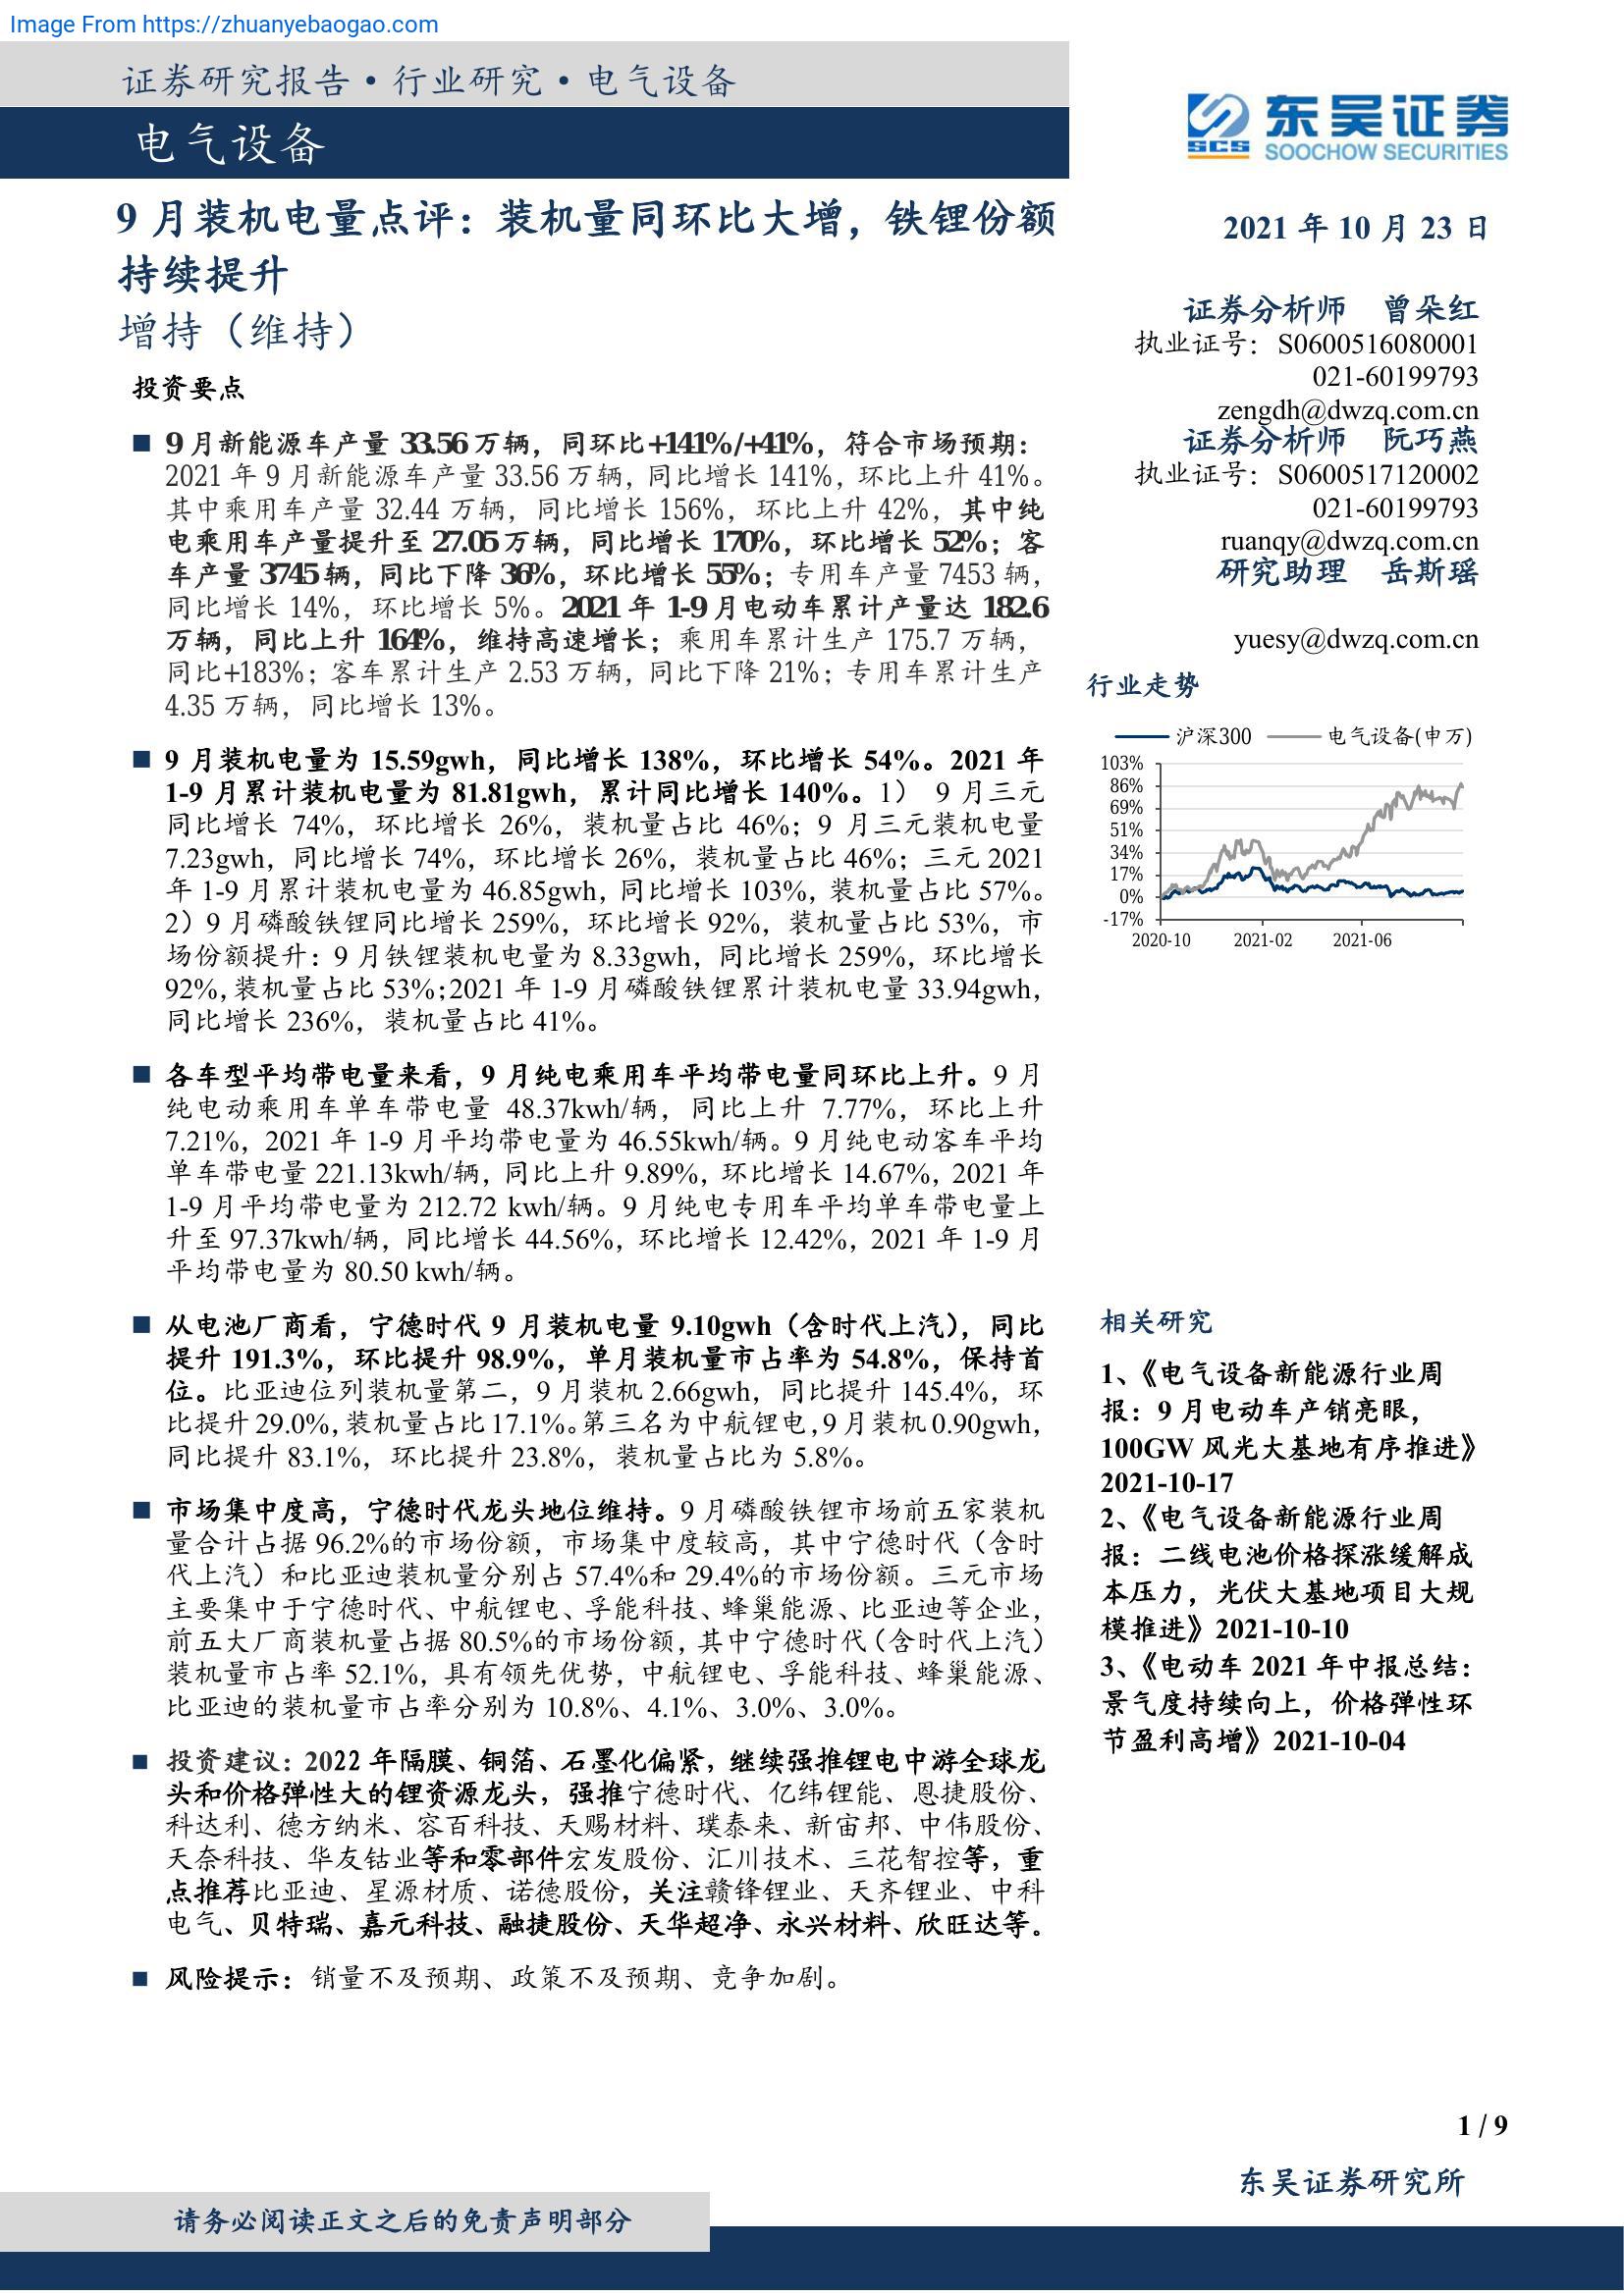 Image From https://zhuanyebaogao.com
证券研究报告·行业研究·电气设备
电气设备
东吴证券
SCS
SOOCHOW SECURITIES
9 月装机电量点评：装机量同环比大增，铁锂份额
持续提升
增持（维持）
投资要点
■ 9 月新能源车产量 33.56 万辆，同环比+141%/+41%，符合市场预期：
2021 年 9 月新能源车产量 33.56 万辆，同比增长 141%，环比上升 41%。
其中乘用车产量 32.44 万辆，同比增长 156%，环比上升 42%，其中纯
电乘用车产量提升至 27.05 万辆，同比增长 170%，环比增长 52%；客
车产量 3745 辆，同比下降 36%，环比增长 55%；专用车产量 7453 辆，
同比增长 14%，环比增长 5%。2021 年 1-9 月电动车累计产量达 182.6
万辆，同比上升 164%，维持高速增长；乘用车累计生产 175.7 万辆，
同比+183%；客车累计生产 2.53 万辆，同比下降 21%；专用车累计生产
4.35 万辆，同比增长 13%。
■ 9 月装机电量为 15.59gwh，同比增长 138%，环比增长 54%。2021 年
1-9 月累计装机电量为 81.81gwh，累计同比增长 140%。1） 9 月三元
同比增长 74%，环比增长 26%，装机量占比 46%；9 月三元装机电量
7.23gwh，同比增长 74%，环比增长 26%，装机量占比 46%；三元 2021
年 1-9 月累计装机电量为 46.85gwh，同比增长 103%，装机量占比 57%。
2）9 月磷酸铁锂同比增长 259%，环比增长 92%，装机量占比 53%，市
场份额提升：9 月铁锂装机电量为 8.33gwh，同比增长 259%，环比增长
92%，装机量占比 53%；2021 年 1-9 月磷酸铁锂累计装机电量 33.94gwh，
同比增长 236%，装机量占比 41%。
■ 各车型平均带电量来看，9 月纯电乘用车平均带电量同环比上升。9 月
纯电动乘用车单车带电量 48.37kwh/辆，同比上升 7.77%，环比上升
7.21%，2021 年 1-9 月平均带电量为 46.55kwh/辆。9 月纯电动客车平均
单车带电量 221.13kwh/辆，同比上升 9.89%，环比增长 14.67%，2021 年
1-9 月平均带电量为 212.72 kwh/辆。9 月纯电专用车平均单车带电量上
升至 97.37kwh/辆，同比增长 44.56%，环比增长 12.42%，2021 年 1-9 月
平均带电量为 80.50 kwh/辆。
■ 从电池厂商看，宁德时代 9 月装机电量 9.10gwh（含时代上汽），同比
提升 191.3%，环比提升 98.9%，单月装机量市占率为 54.8%，保持首
位。比亚迪位列装机量第二，9 月装机 2.66gwh，同比提升 145.4%，环
比提升 29.0%，装机量占比 17.1%。第三名为中航锂电，9 月装机 0.90gwh，
同比提升 83.1%，环比提升 23.8%，装机量占比为 5.8%。
■ 市场集中度高，宁德时代龙头地位维持。9 月磷酸铁锂市场前五家装机
量合计占据 96.2%的市场份额，市场集中度较高，其中宁德时代（含时
代上汽）和比亚迪装机量分别占 57.4%和 29.4%的市场份额。三元市场
主要集中于宁德时代、中航锂电、孚能科技、蜂巢能源、比亚迪等企业，
前五大厂商装机量占据 80.5%的市场份额，其中宁德时代（含时代上汽）
装机量市占率 52.1%，具有领先优势，中航锂电、孚能科技、蜂巢能源、
比亚迪的装机量市占率分别为 10.8%、4.1%、3.0%、3.0%。
■ 投资建议：2022 年隔膜、铜箔、石墨化偏紧，继续强推锂电中游全球龙
头和价格弹性大的锂资源龙头，强推宁德时代、亿纬锂能、恩捷股份、
科达利、德方纳米、容百科技、天赐材料、璞泰来、新宙邦、中伟股份、
天奈科技、华友钴业等和零部件宏发股份、汇川技术、三花智控等，重
点推荐比亚迪、星源材质、诺德股份，关注赣锋锂业、天齐锂业、中科
电气、贝特瑞、嘉元科技、融捷股份、天华超净、永兴材料、欣旺达等。
■ 风险提示：销量不及预期、政策不及预期、竞争加剧。
2021 年 10 月 23 日
证券分析师 曾朵红
执业证号：S0600516080001
021-60199793
zengdh@dwzq.com.cn
证券分析师 阮巧燕
执业证号：S0600517120002
021-60199793
ruanqy@dwzq.com.cn
研究助理 岳斯瑶
yuesy@dwzq.com.cn
行业走势
沪深300 电气设备(申万)
103%
86%
69%
51%
34%
17%
0%
-17%
2020-10 2021-02 2021-06
相关研究
1、《电气设备新能源行业周
报：9 月电动车产销亮眼，
100GW 风光大基地有序推进》
2021-10-17
2、《电气设备新能源行业周
报：二线电池价格探涨缓解成
本压力，光伏大基地项目大规
模推进》2021-10-10
3、《电动车 2021 年中报总结：
景气度持续向上，价格弹性环
节盈利高增》2021-10-04
1 / 9
东吴证券研究所
请务必阅读正文之后的免责声明部分